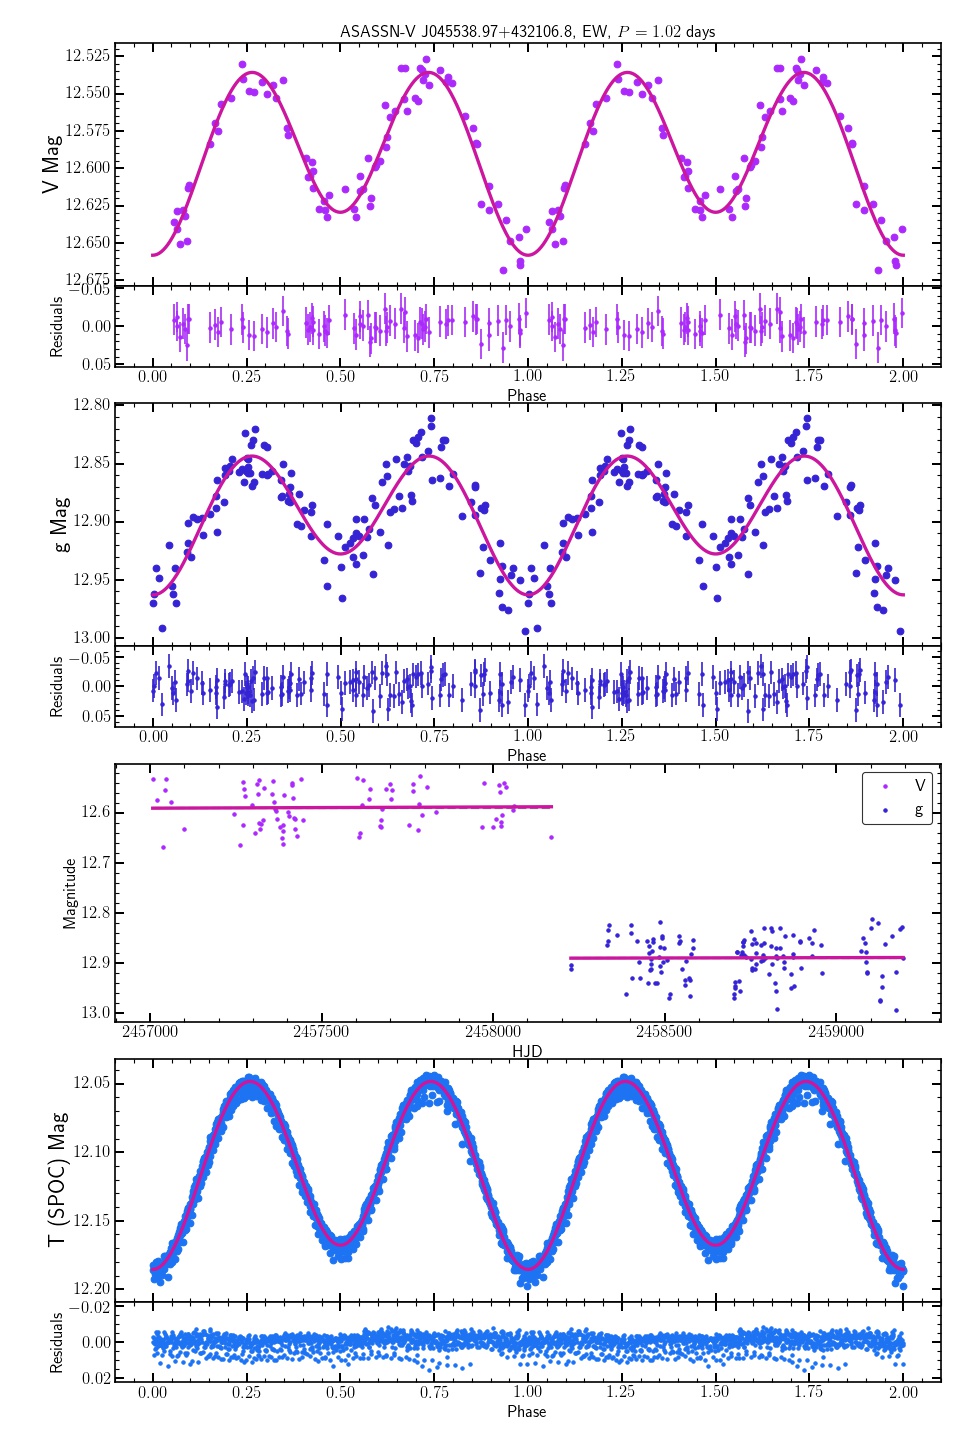 ASASSN-V J045538.97+432106.8, EW, P = 1.02 days
V Mag
12.525
12.550
12.575
12.600
12.625
12.650
12.675
Residuals
−0.05
0.00
0.05
0.00 0.25 0.50 0.75 1.00 1.25 1.50 1.75 2.00
Phase
g Mag
12.80
12.85
12.90
12.95
13.00
Residuals
−0.05
0.00
0.05
0.00 0.25 0.50 0.75 1.00 1.25 1.50 1.75 2.00
Phase
Magnitude
12.6
12.7
12.8
12.9
13.0
V
g
2457000 2457500 2458000 2458500 2459000
HJD
T (SPOC) Mag
12.05
12.10
12.15
12.20
Residuals
−0.02
0.00
0.02
0.00 0.25 0.50 0.75 1.00 1.25 1.50 1.75 2.00
Phase